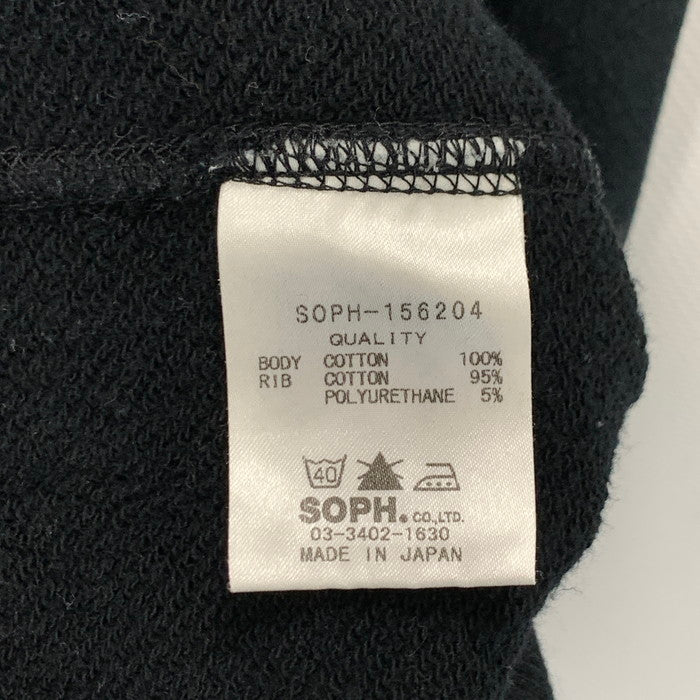 SOPH-156204
QUALITY
BODY COTTON 100%
RIB COTTON 95%
POLYURETHANE 5%
40
SOPH. CO.,LTD.
03-3402-1630
MADE IN JAPAN